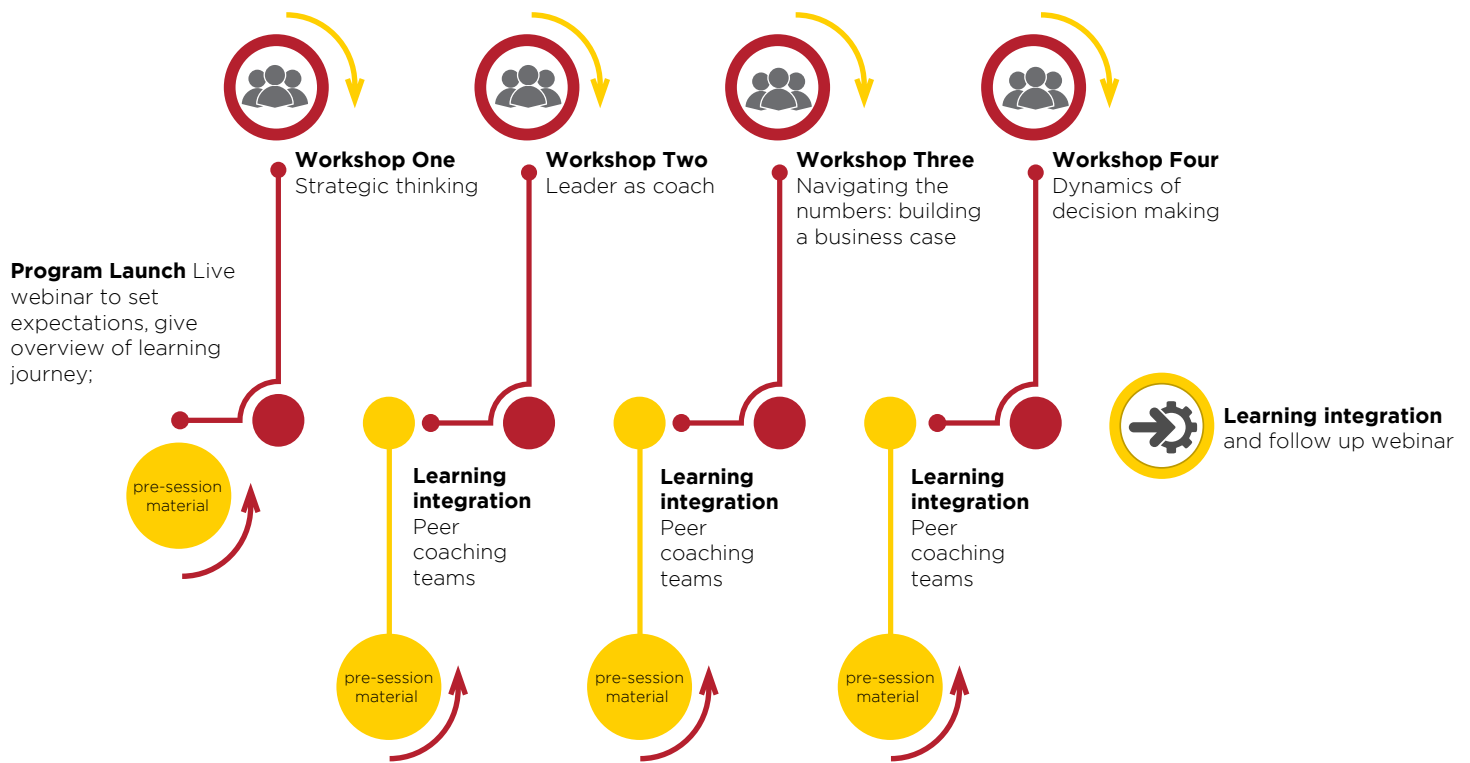 Workshop One
Strategic thinking
Workshop Two
Leader as coach
Workshop Three
Navigating the
numbers: building
a business case
Workshop Four
Dynamics of
decision making
Program Launch Live
webinar to set
expectations, give
overview of learning
journey;
pre-session
material
Learning
integration
Peer
coaching
teams
pre-session
material
Learning
integration
Peer
coaching
teams
pre-session
material
Learning
integration
Peer
coaching
teams
pre-session
material
Learning integration
and follow up webinar